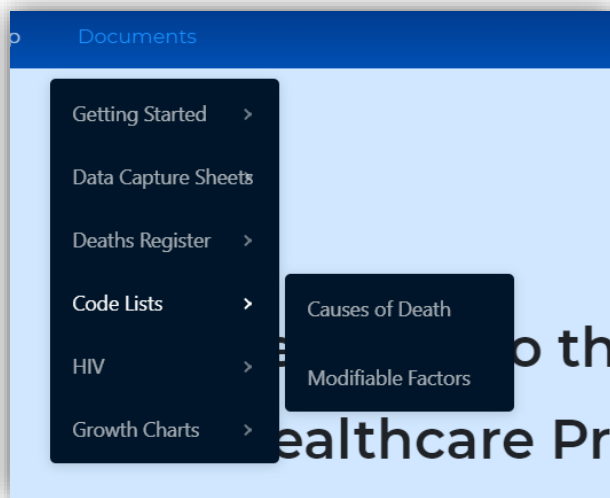 p Documents
Getting Started
Data Capture Sheets
Deaths Register
Code Lists
Causes of Death
HIV
Modifiable Factors
Growth Charts
o th
ealthcare Pr